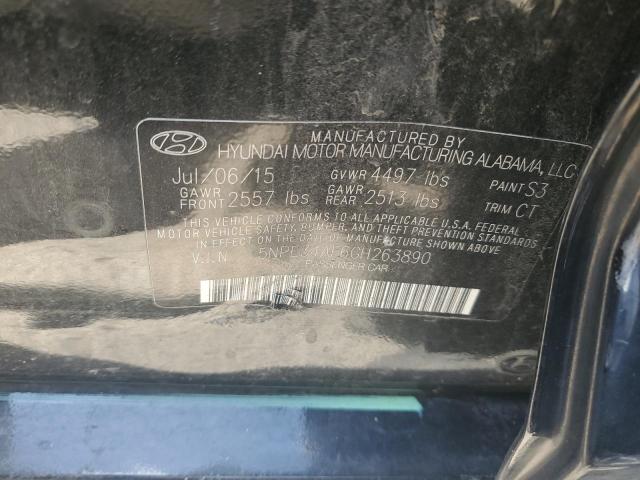 MANUFACTURED BY
HYUNDAI MOTOR MANUFACTURING ALABAMA, LLC
Jul/06/15 GVWR 4497 lbs PAINT S3
GAWR FRONT 2557 lbs GAWR REAR 2513 lbs TRIM CT
THIS VEHICLE CONFORMS TO ALL APPLICABLE U.S.A. FEDERAL
MOTOR VEHICLE SAFETY, BUMPER, AND THEFT PREVENTION STANDARDS
IN EFFECT ON THE DATE OF MANUFACTURE SHOWN ABOVE
V.I.N
PASSENGER CAR